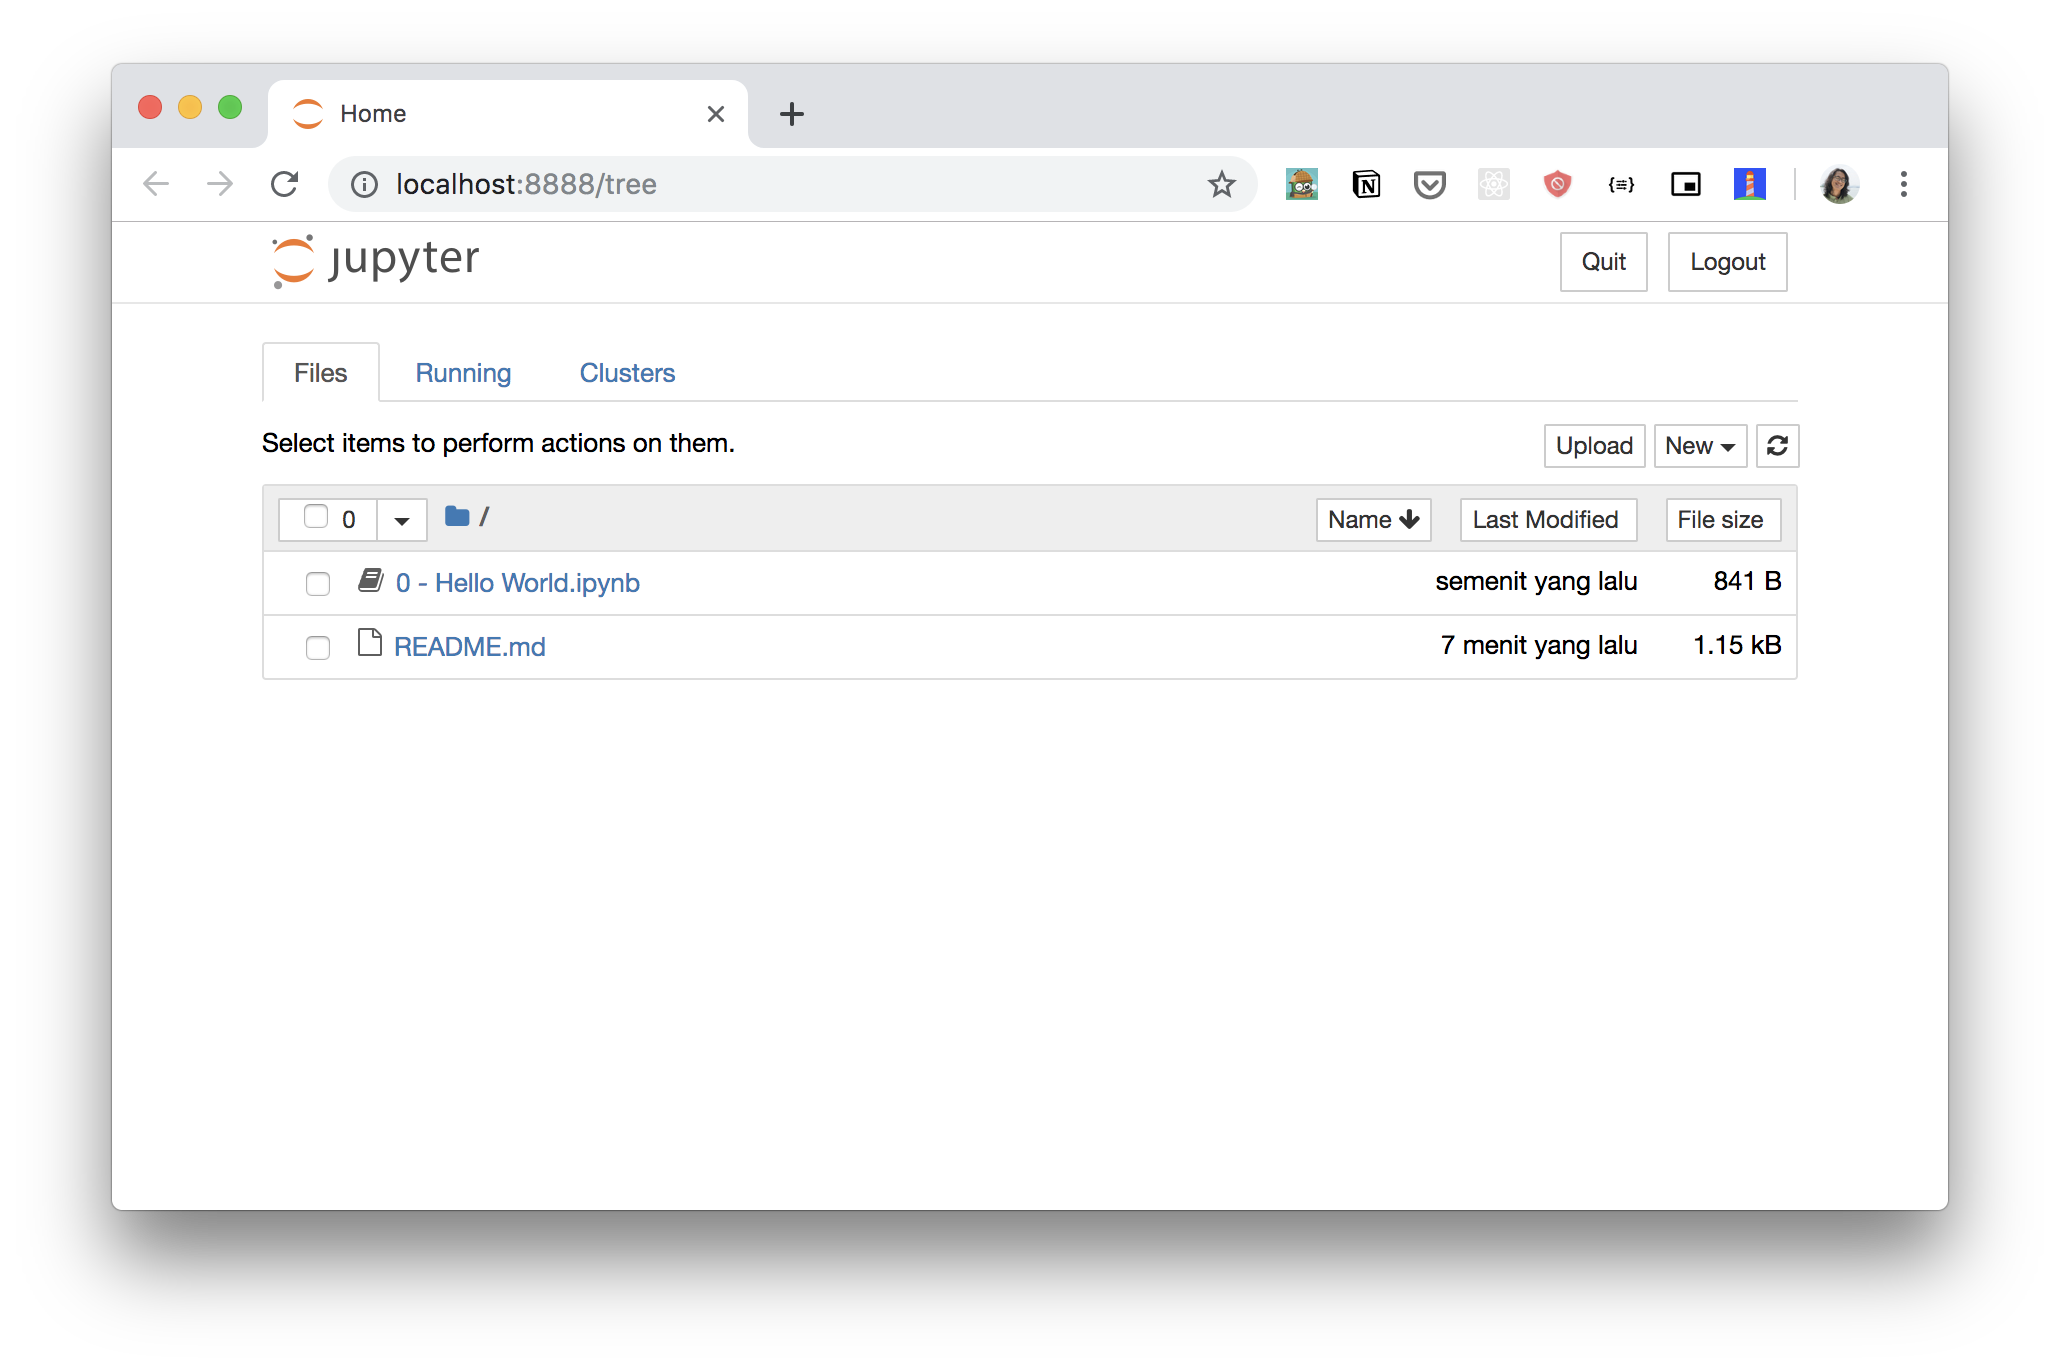 Home
localhost:8888/tree
jupyter
Quit Logout
Files Running Clusters
Select items to perform actions on them.
Upload New
0 / Name Last Modified File size
0 - Hello World.ipynb semenit yang lalu 841 B
README.md 7 menit yang lalu 1.15 kB